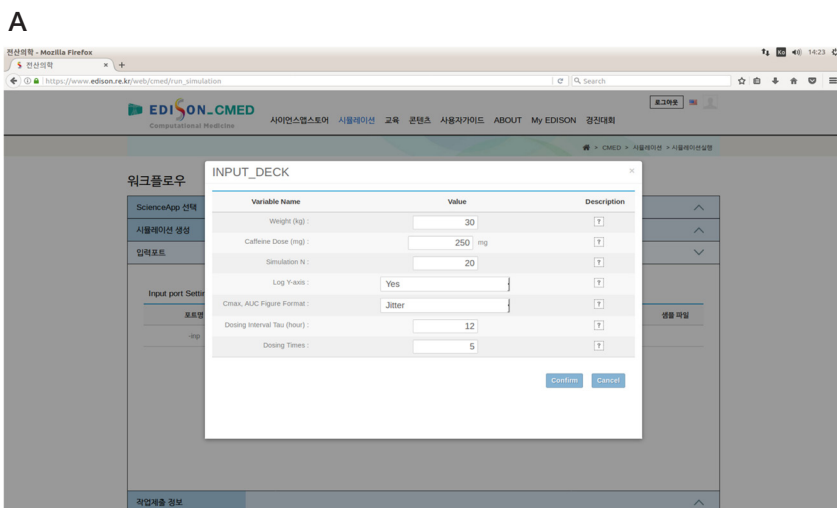 A
전산의학 - Mozilla Firefox
Ko 14:23
전산의학 × +
https://www.edison.re.kr/web/cmed/run_simulation
Search
EDISON_CMED
Computational Medicine
로그아웃
사이언스앱스토어 시뮬레이션 교육 콘텐츠 사용자가이드 ABOUT My EDISON 경진대회
> CMED > 시뮬레이션 > 시뮬레이션실행
워크플로우
ScienceApp 선택
시뮬레이션 생성
입력포트
Input port Settin
포트명
샘플 파일
-inp
INPUT_DECK ×
Variable Name Value Description
Weight (kg) : 30 ?
Caffeine Dose (mg) : 250 mg ?
Simulation N : 20 ?
Log Y-axis : Yes ?
Cmax, AUC Figure Format : Jitter ?
Dosing Interval Tau (hour) : 12 ?
Dosing Times : 5 ?
Confirm Cancel
작업제출 정보